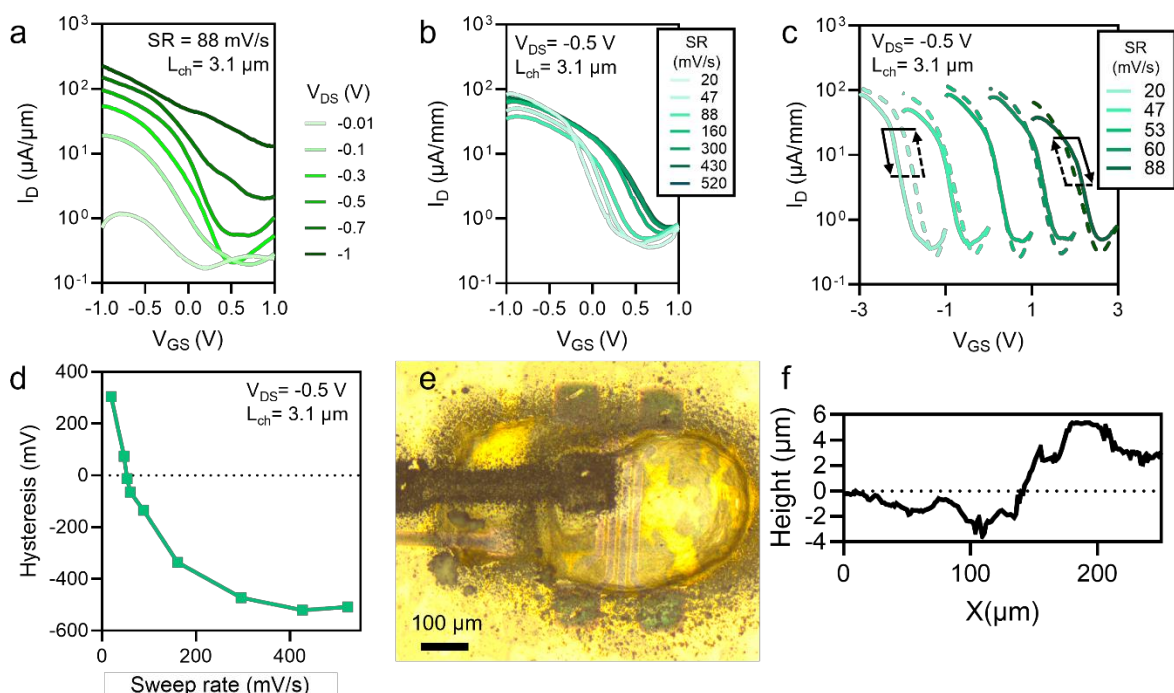 a
SR = 88 mV/s
L_ch= 3.1 µm
I_D (µA/µm)
10³
10²
10¹
10⁰
10⁻¹
-1.0 -0.5 0.0 0.5 1.0
V_GS (V)
V_DS (V)
-0.01
-0.1
-0.3
-0.5
-0.7
-1
b
V_DS= -0.5 V
L_ch= 3.1 µm
SR
(mV/s)
20
47
88
160
300
430
520
I_D (µA/mm)
10³
10²
10¹
10⁰
10⁻¹
-1.0 -0.5 0.0 0.5 1.0
V_GS (V)
c
V_DS= -0.5 V
L_ch= 3.1 µm
SR
(mV/s)
20
47
53
60
88
I_D (µA/mm)
10³
10²
10¹
10⁰
10⁻¹
-3 -1 1 3
V_GS (V)
d
V_DS= -0.5 V
L_ch= 3.1 µm
Hysteresis (mV)
400
200
0
-200
-400
-600
0 200 400
Sweep rate (mV/s)
e
100 µm
f
Height (µm)
6
4
2
0
-2
-4
0 100 200
X(µm)